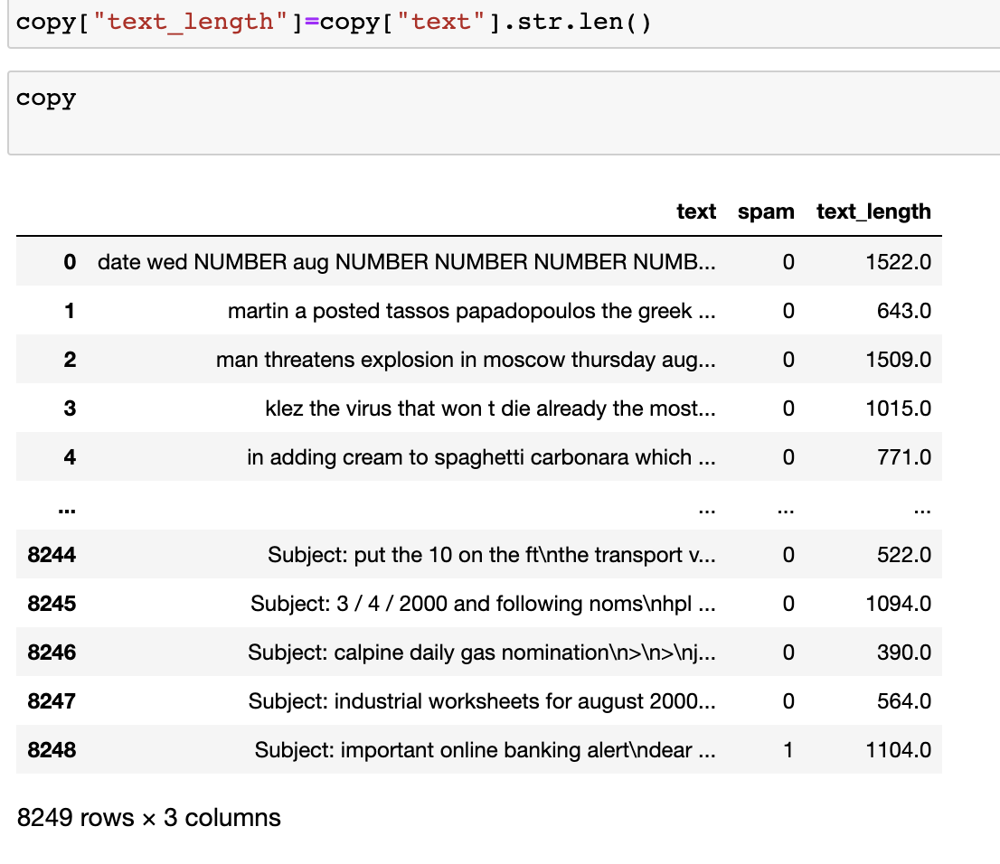 copy["text_length"]=copy["text"].str.len()
copy
text spam text_length
0 date wed NUMBER aug NUMBER NUMBER NUMBER NUMB... 0 1522.0
1 martin a posted tassos papadopoulos the greek ... 0 643.0
2 man threatens explosion in moscow thursday aug... 0 1509.0
3 klez the virus that won t die already the most... 0 1015.0
4 in adding cream to spaghetti carbonara which ... 0 771.0
... ... ... ...
8244 Subject: put the 10 on the ft\nthe transport v... 0 522.0
8245 Subject: 3 / 4 / 2000 and following noms\nhpl ... 0 1094.0
8246 Subject: calpine daily gas nomination\n>\n>\nj... 0 390.0
8247 Subject: industrial worksheets for august 2000... 0 564.0
8248 Subject: important online banking alert\ndear ... 1 1104.0
8249 rows × 3 columns